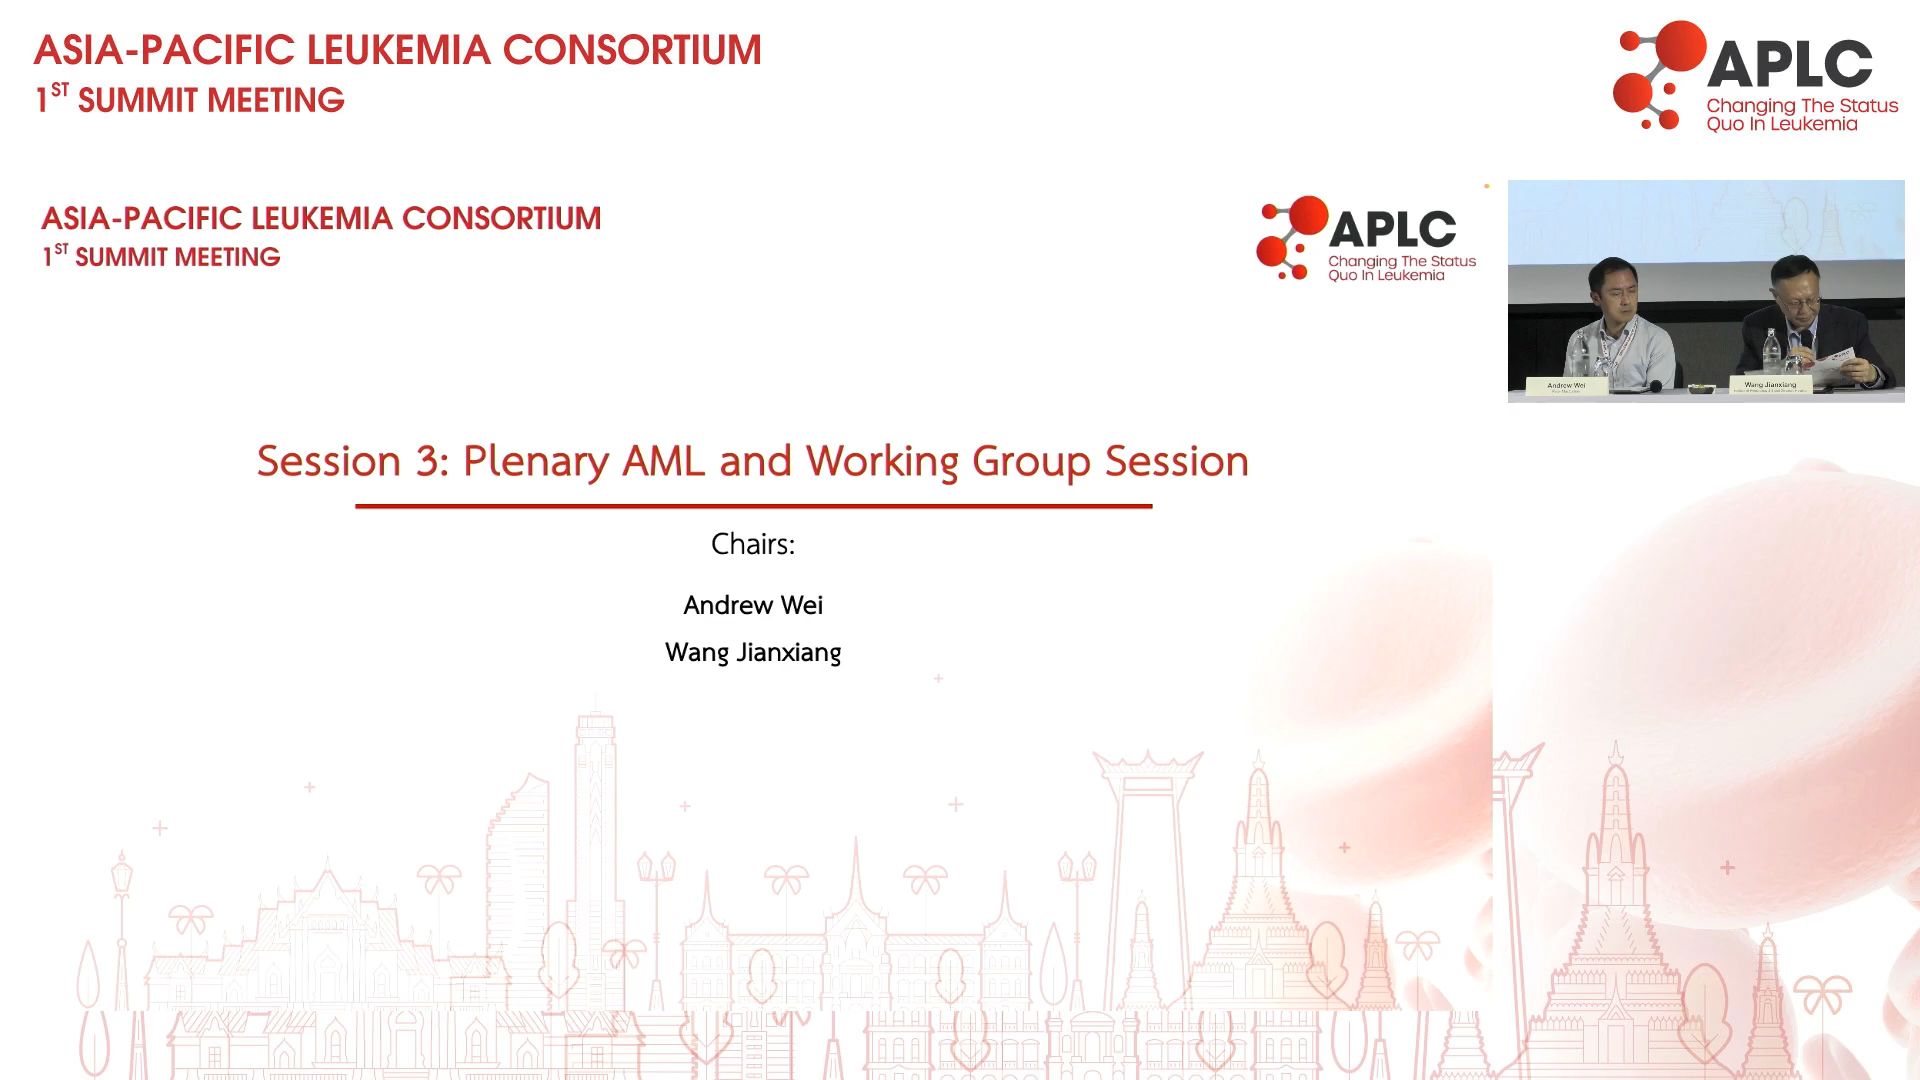 ASIA-PACIFIC LEUKEMIA CONSORTIUM
1ST SUMMIT MEETING
APLC
Changing The Status
Quo In Leukemia
ASIA-PACIFIC LEUKEMIA CONSORTIUM
1ST SUMMIT MEETING
APLC
Changing The Status
Quo In Leukemia
Andrew Wei
Wang Jianxiang
Session 3: Plenary AML and Working Group Session
Chairs:
Andrew Wei
Wang Jianxiang